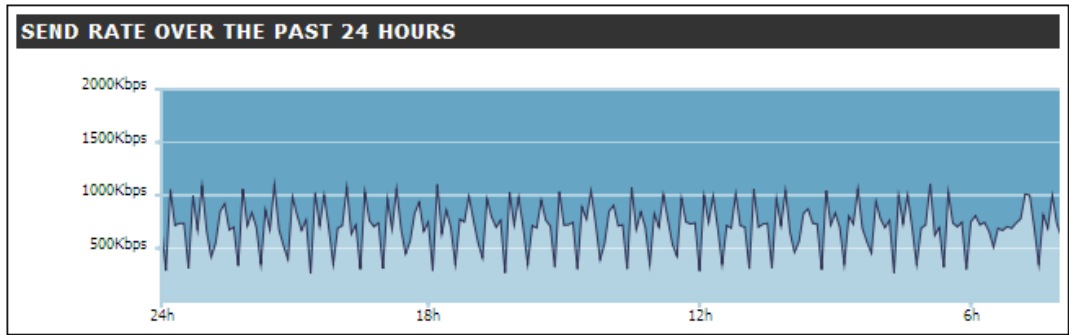 SEND RATE OVER THE PAST 24 HOURS
2000Kbps
1500Kbps
1000Kbps
500Kbps
24h 18h 12h 6h